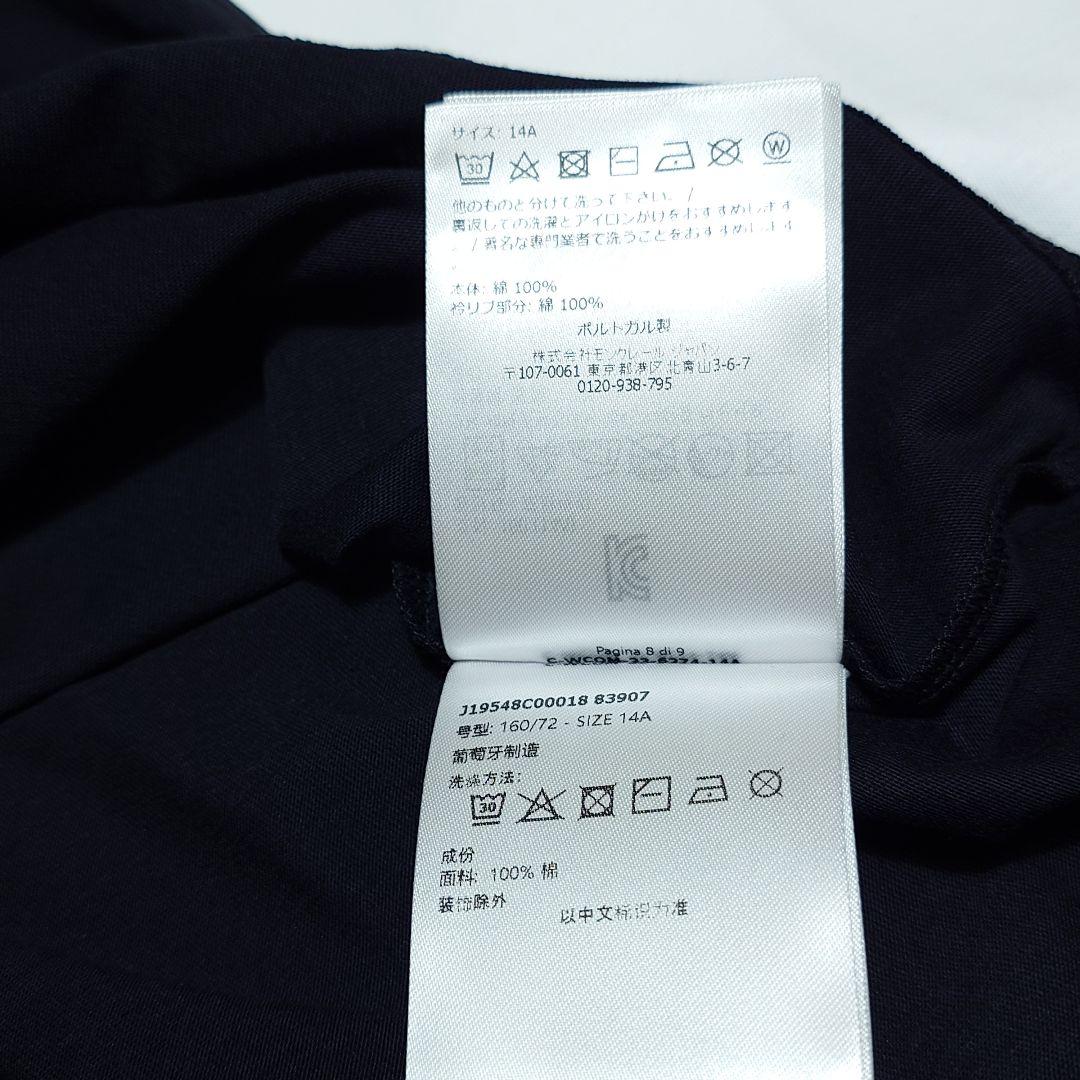 サイズ: 14A
30
W
他のものと分けて洗って下さい。 /
裏返しての洗濯とアイロンかけをおすすめします
。 / 著名な専門業者で洗うことをおすすめします
。
本体: 綿 100%
衿リブ部分: 綿 100%
ポルトガル製
株式会社モンクレール ジャパン
〒107-0061 東京都港区北青山3-6-7
0120-938-795
Pagina 8 di 9
J19548C00018 83907
号型: 160/72 - SIZE 14A
葡萄牙制造
洗涤方法:
30
成份
面料: 100% 棉
装饰除外
以中文标识为准